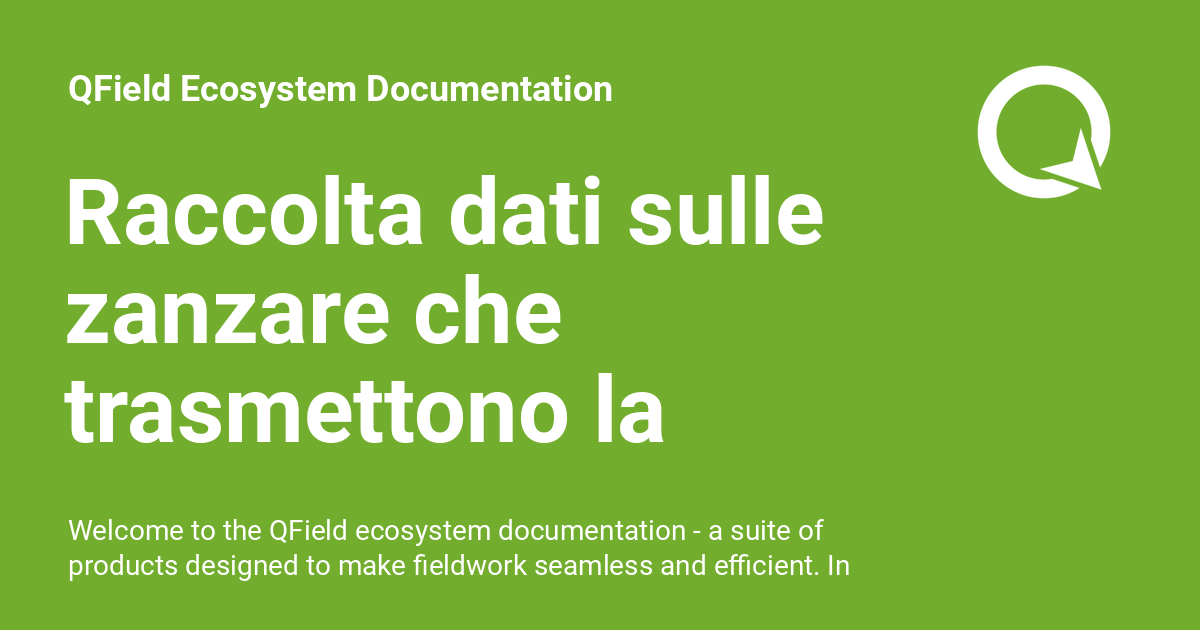 QField Ecosystem Documentation
Raccolta dati sulle
zanzare che
trasmettono la
Welcome to the QField ecosystem documentation - a suite of
products designed to make fieldwork seamless and efficient. In